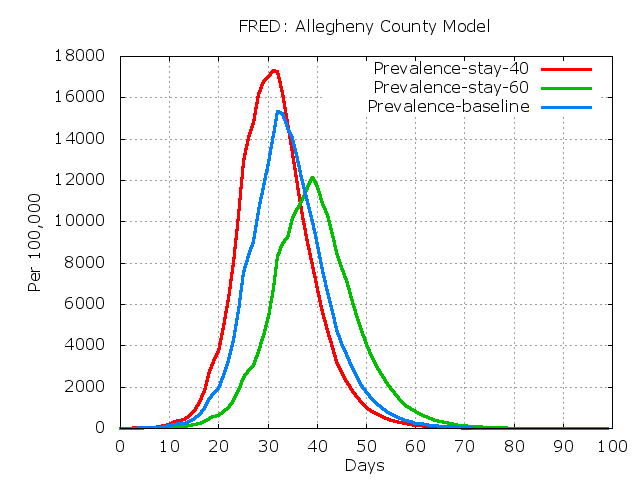 FRED: Allegheny County Model
Prevalence-stay-40
Prevalence-stay-60
Prevalence-baseline
18000
16000
14000
12000
10000
8000
6000
4000
2000
0
Per 100,000
0 10 20 30 40 50 60 70 80 90 100
Days